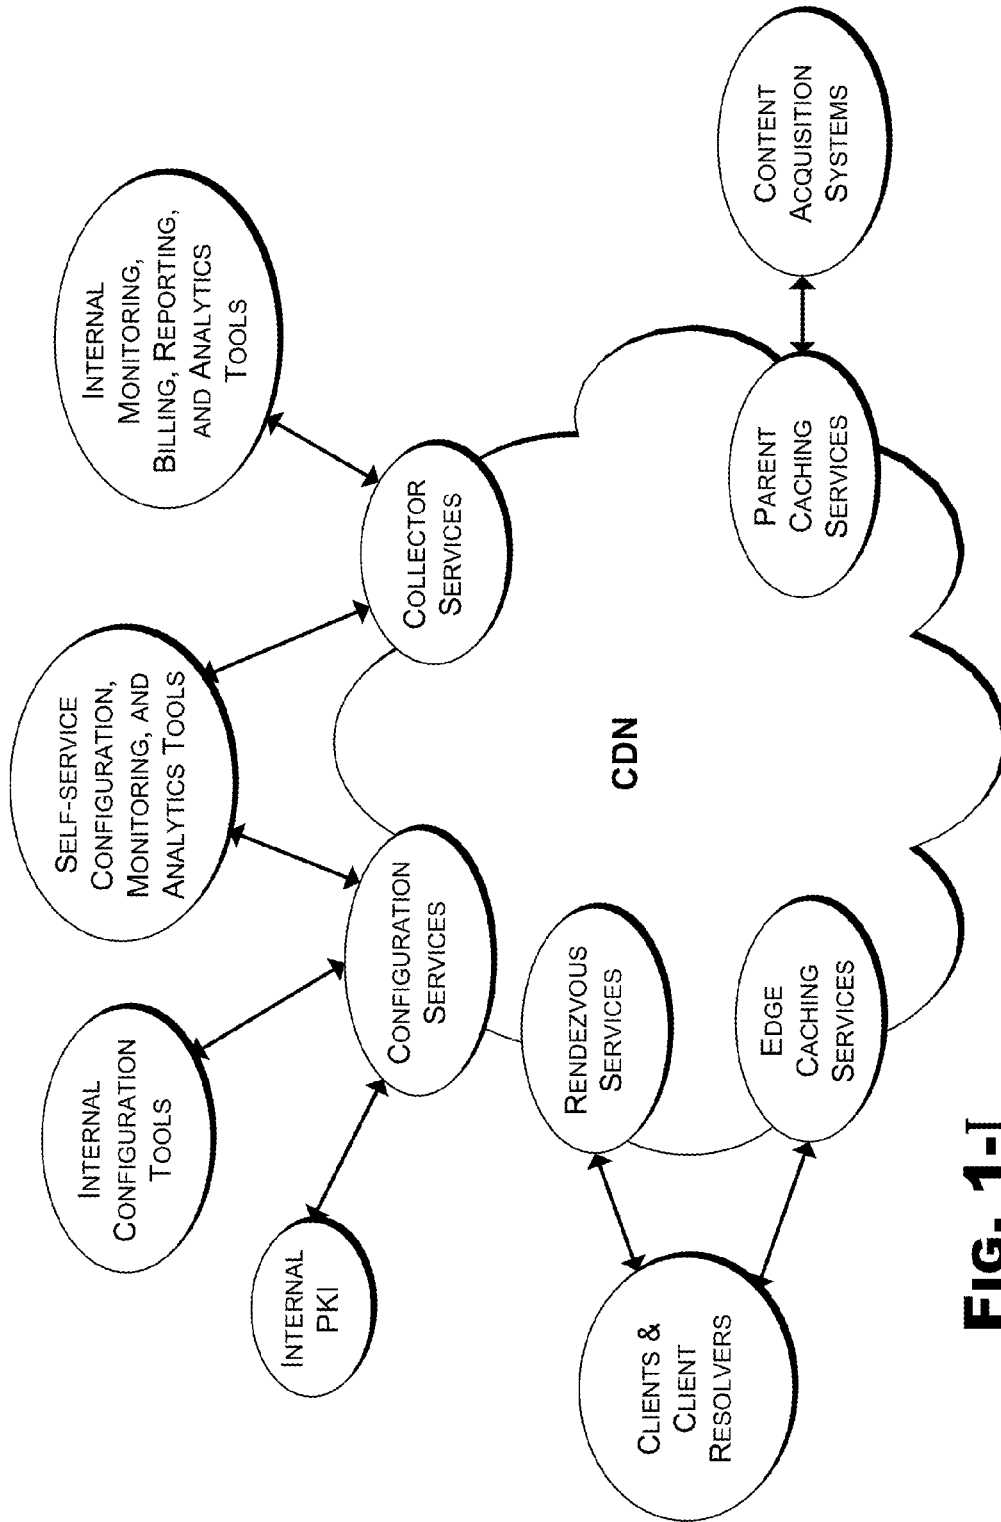 INTERNAL
MONITORING,
BILLING, REPORTING,
AND ANALYTICS
TOOLS
SELF-SERVICE
CONFIGURATION,
MONITORING, AND
ANALYTICS TOOLS
INTERNAL
CONFIGURATION
TOOLS
INTERNAL
PKI
COLLECTOR
SERVICES
CONFIGURATION
SERVICES
RENDEZVOUS
SERVICES
CDN
CLIENTS &
CLIENT
RESOLVERS
EDGE
CACHING
SERVICES
PARENT
CACHING
SERVICES
CONTENT
ACQUISITION
SYSTEMS
FIG. 1-I